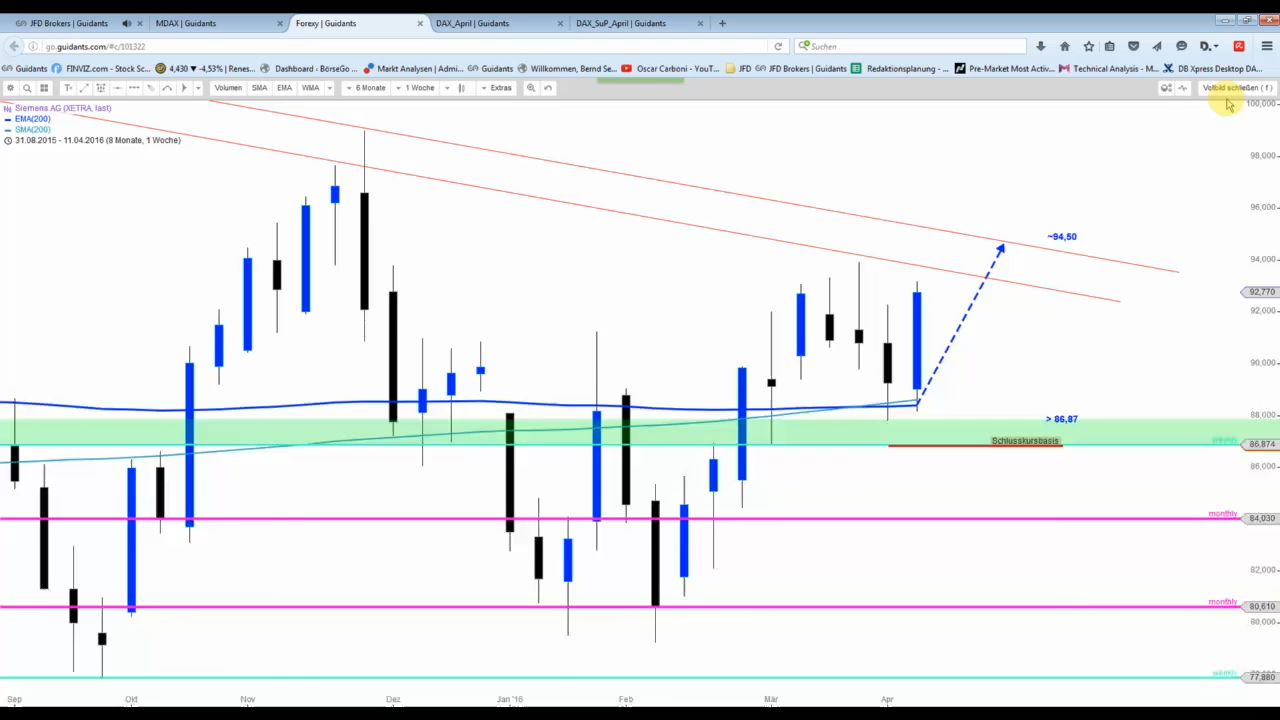 JFD Brokers | Guidants
MDAX | Guidants
Forexy | Guidants
DAX_April | Guidants
DAX_SuP_April | Guidants
go.guidants.com/#c/101322
Suchen
Guidants
FINVIZ.com - Stock Sc...
4,430 ▾ -4,53% | Renes...
Dashboard - BörseGo ...
Markt Analysen | Admi...
Guidants
Willkommen, Bernd Se...
Oscar Carboni - YouT...
JFD
JFD Brokers | Guidants
Redaktionsplanung - ...
Pre-Market Most Activ...
Technical Analysis - M...
DB Xpress Desktop DA...
Volumen SMA EMA WMA 6 Monate 1 Woche Extras
Vollbild schließen ( f )
Siemens AG (XETRA, last)
EMA(200)
SMA(200)
31.08.2015 - 11.04.2016 (8 Monate, 1 Woche)
100,000
98,000
96,000
~94,50
94,000
92,770
92,000
90,000
88,000
> 86,87
Schlusskursbasis
weekly
86,874
86,000
monthly
84,030
82,000
monthly
80,610
80,000
weekly
77,880
Sep Okt Nov Dez Jan '16 Feb Mär Apr